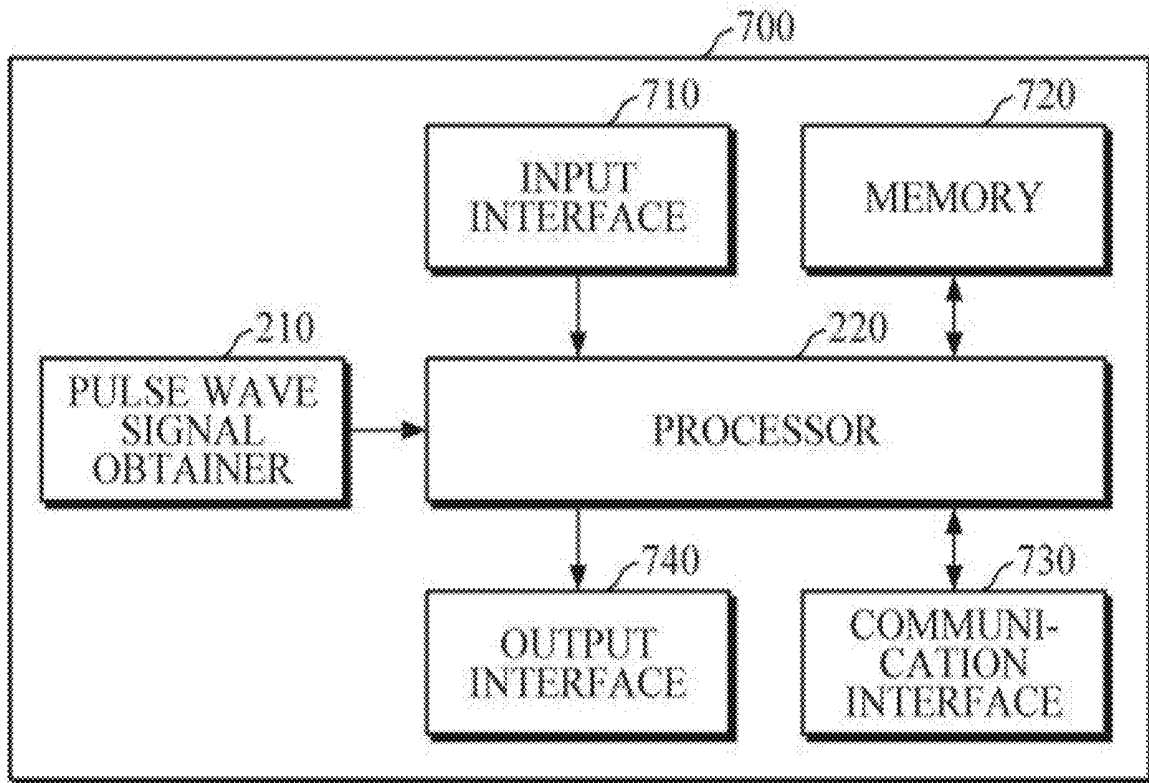 700
710
720
INPUT
INTERFACE
MEMORY
210
220
PULSE WAVE
SIGNAL
OBTAINER
PROCESSOR
740
730
OUTPUT
INTERFACE
COMMUNI-
CATION
INTERFACE